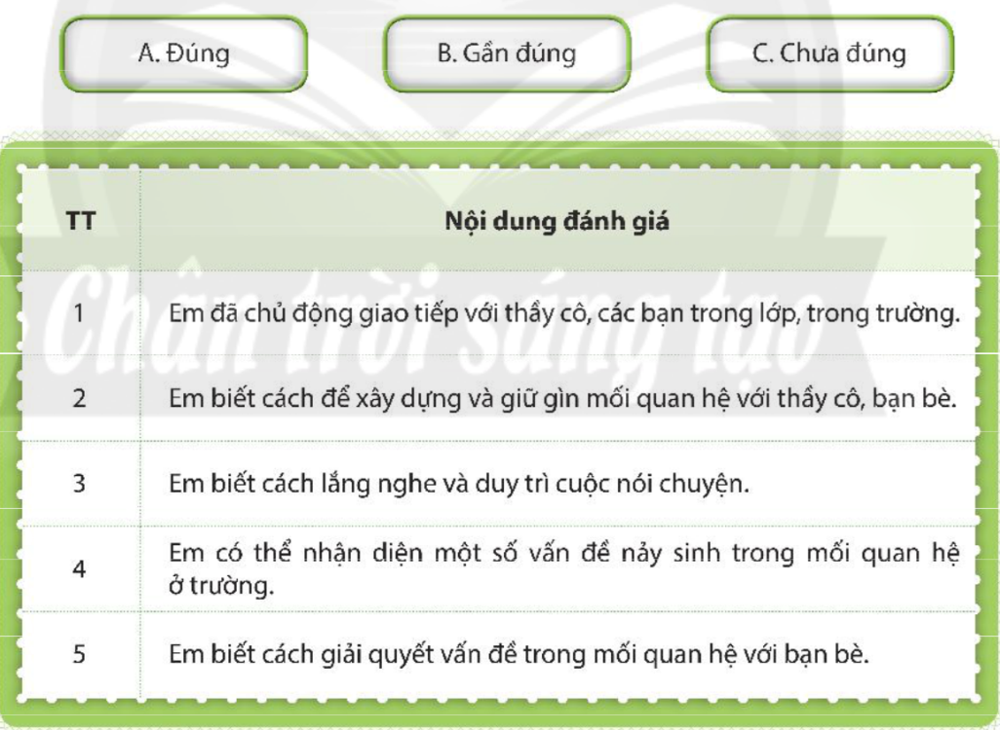 A. Đúng
B. Gần đúng
C. Chưa đúng
TT
Nội dung đánh giá
1
Em đã chủ động giao tiếp với thầy cô, các bạn trong lớp, trong trường.
2
Em biết cách để xây dựng và giữ gìn mối quan hệ với thầy cô, bạn bè.
3
Em biết cách lắng nghe và duy trì cuộc nói chuyện.
4
Em có thể nhận diện một số vấn đề nảy sinh trong mối quan hệ
ở trường.
5
Em biết cách giải quyết vấn đề trong mối quan hệ với bạn bè.
Chân trời sáng tạo